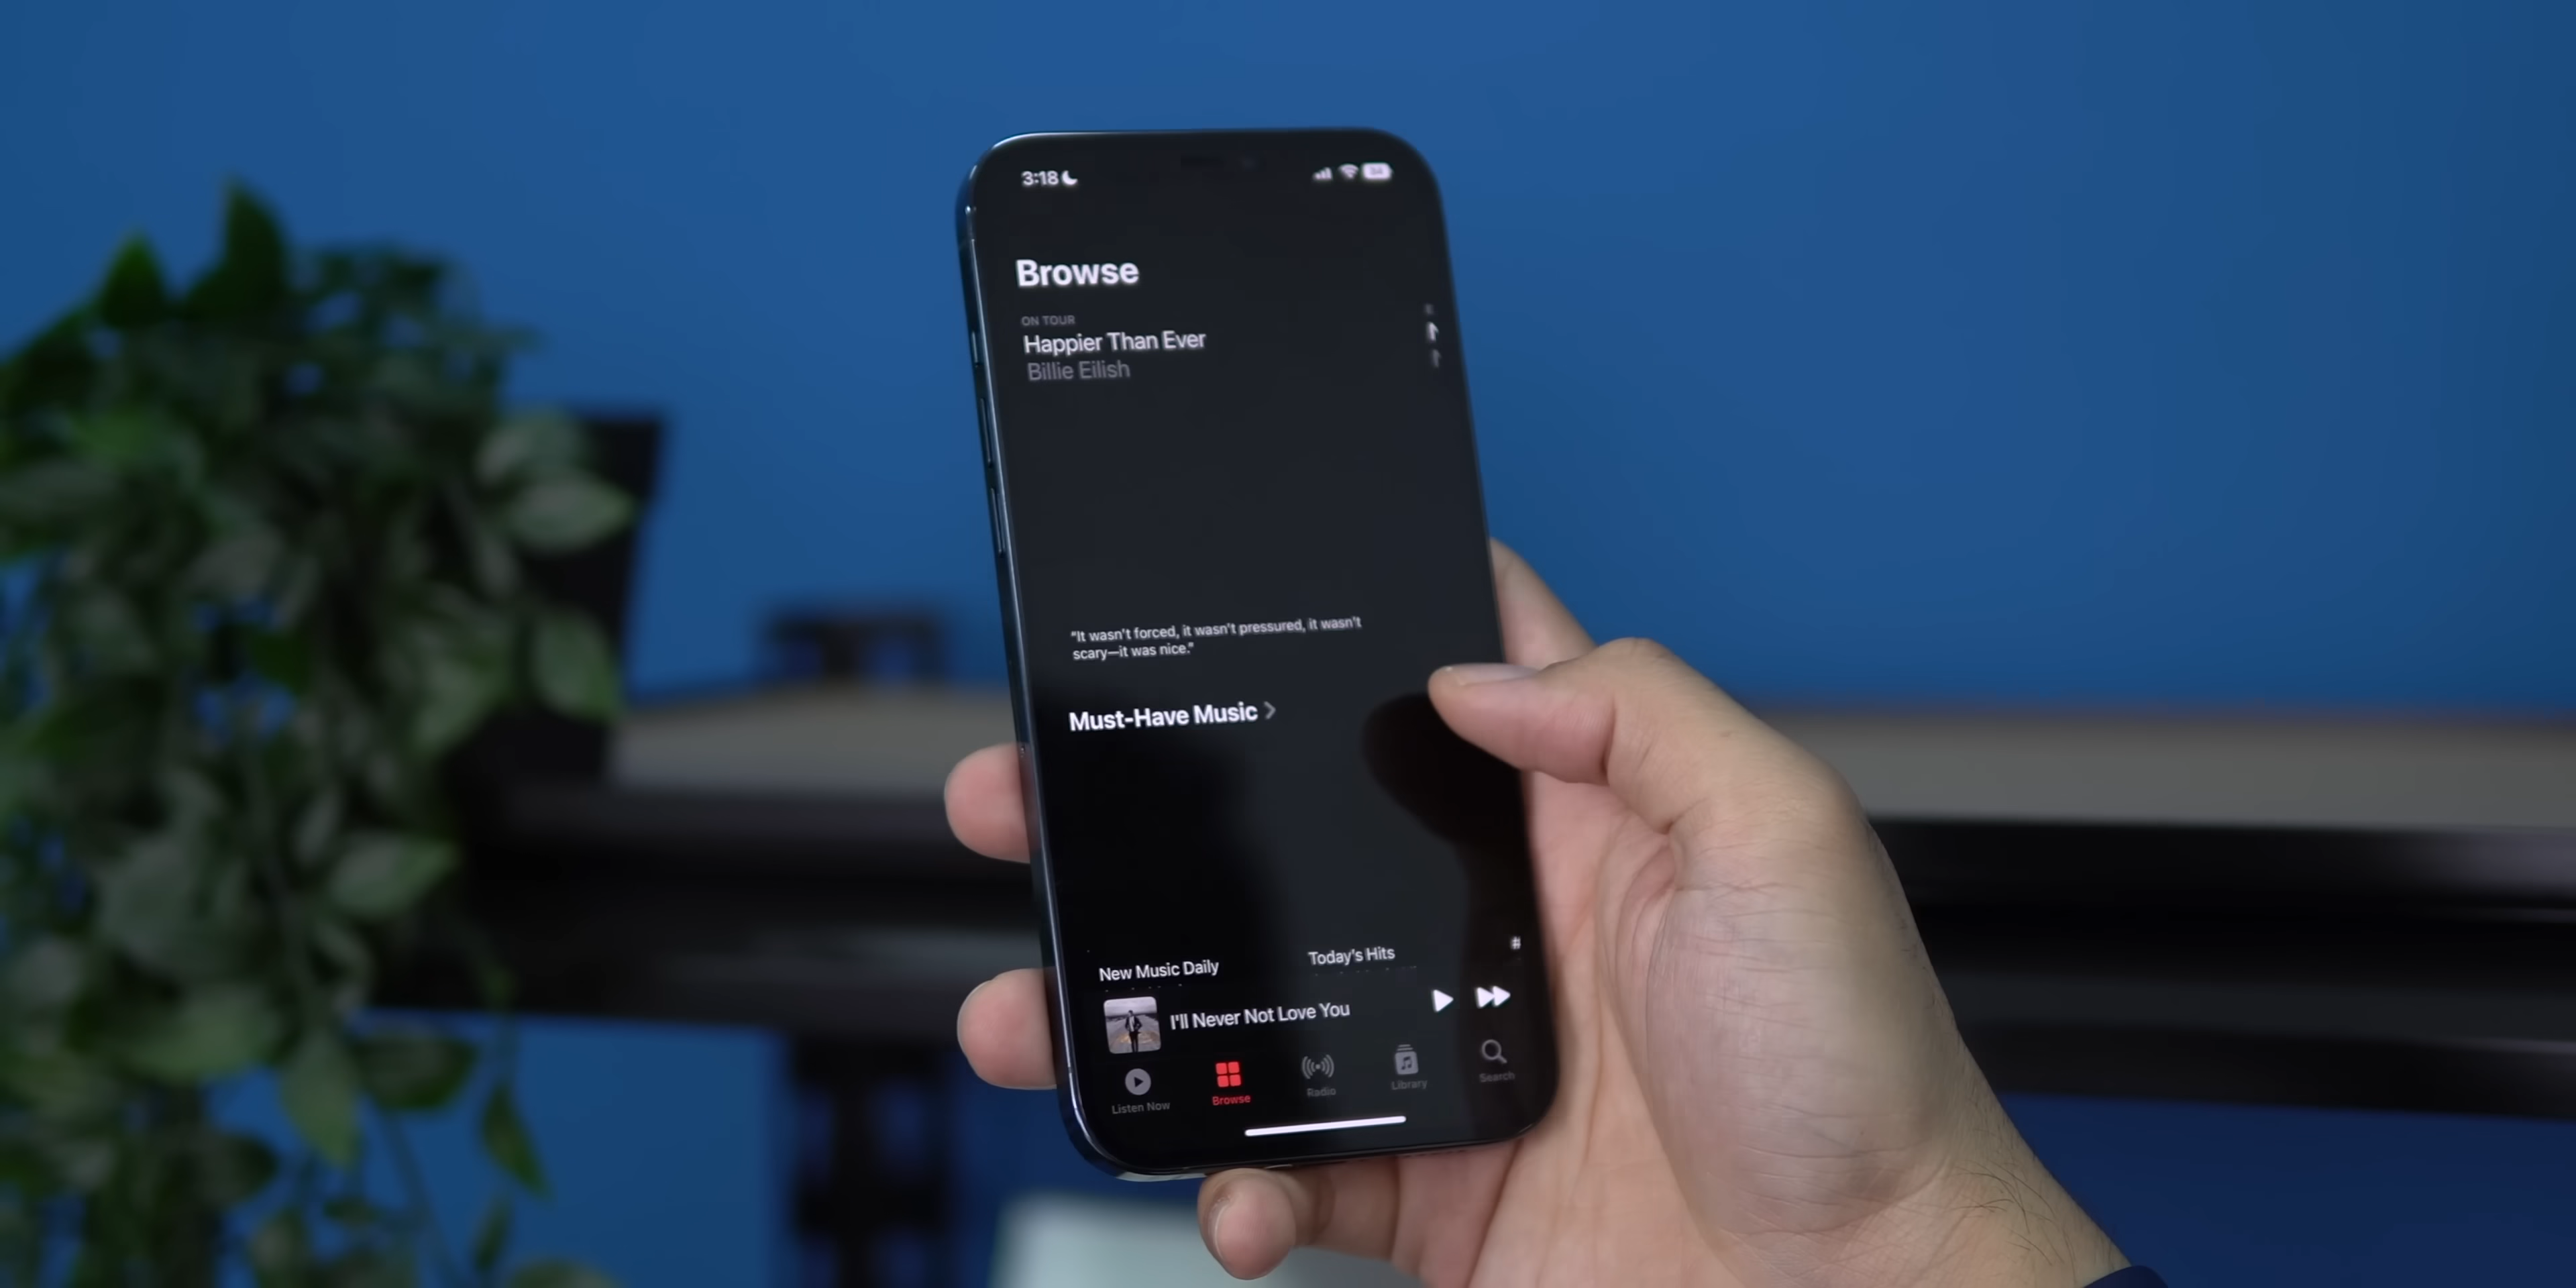 3:18
Browse
ON TOUR
Happier Than Ever
Billie Eilish
"It wasn't forced, it wasn't pressured, it wasn't
scary—it was nice."
Must-Have Music
New Music Daily
Today's Hits
#
I'll Never Not Love You
Listen Now
Browse
Radio
Library
Search